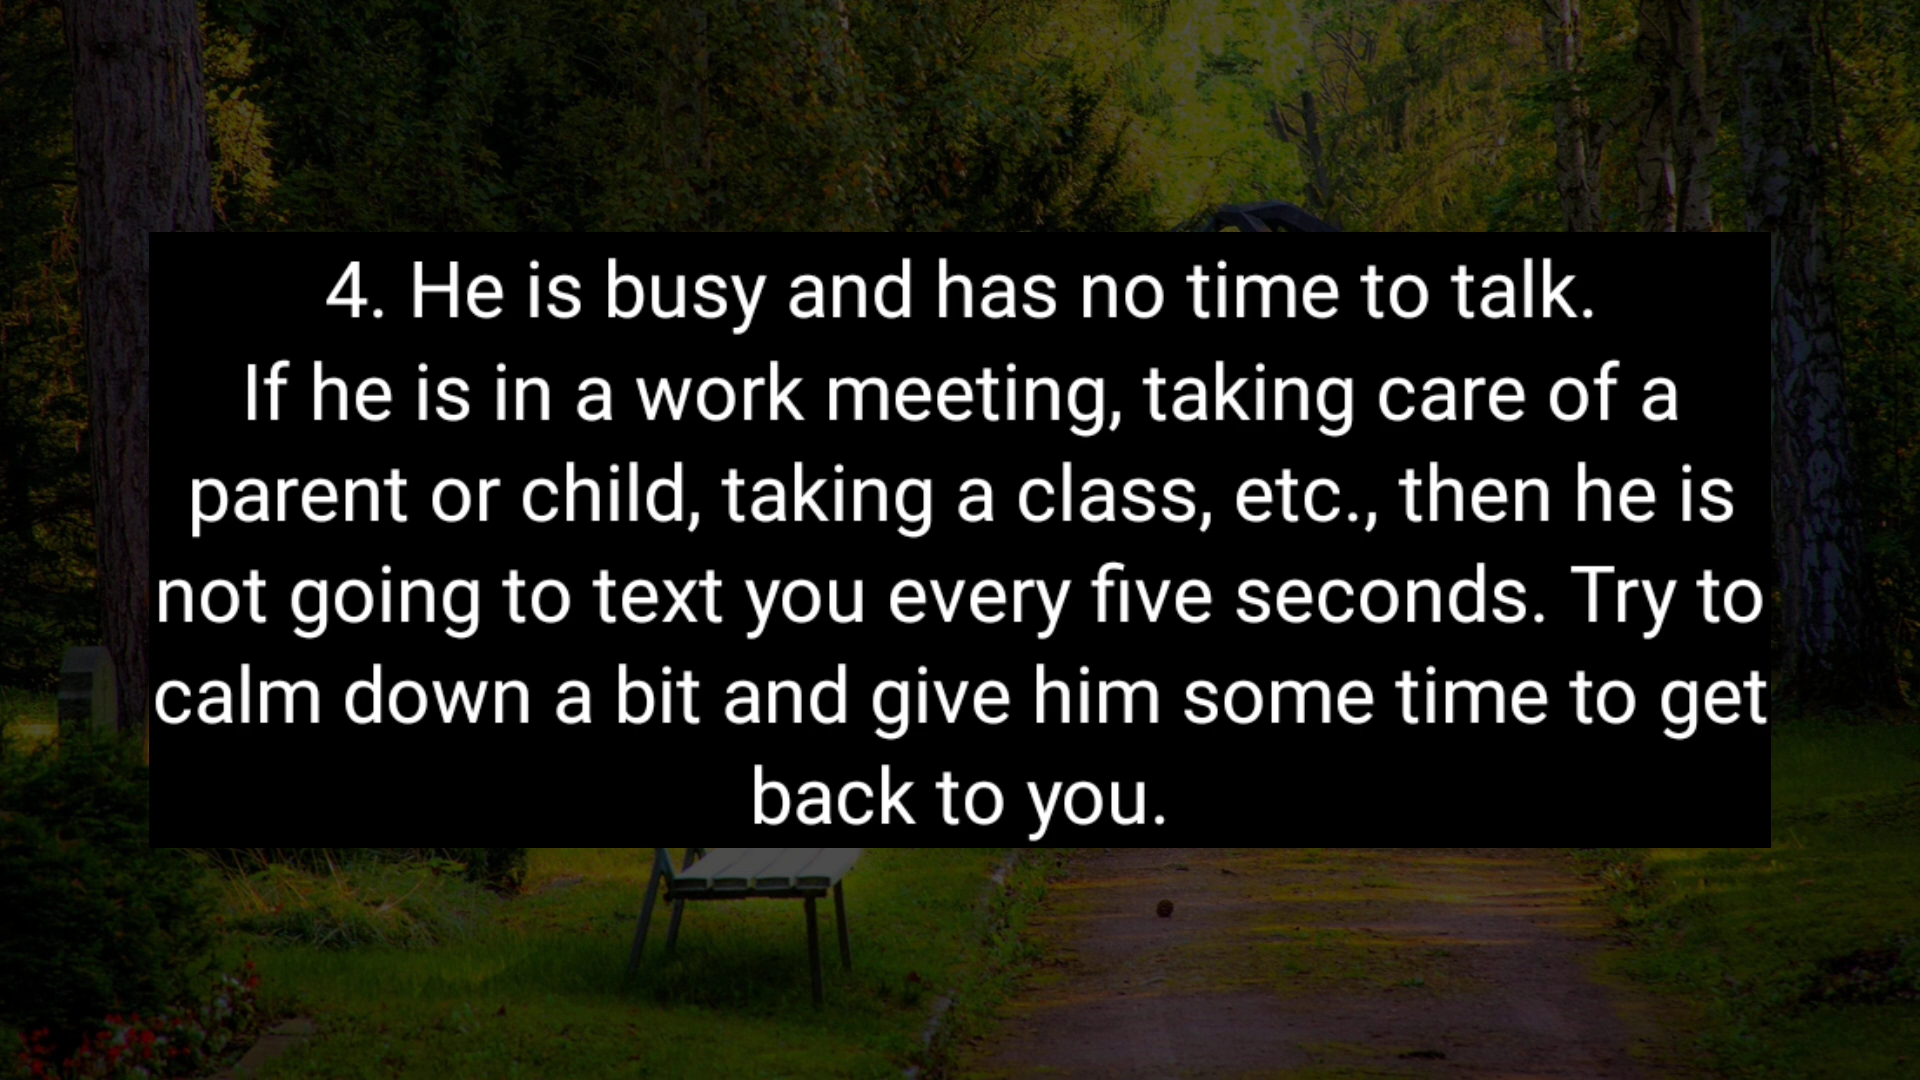 4. He is busy and has no time to talk.
If he is in a work meeting, taking care of a
parent or child, taking a class, etc., then he is
not going to text you every five seconds. Try to
calm down a bit and give him some time to get
back to you.